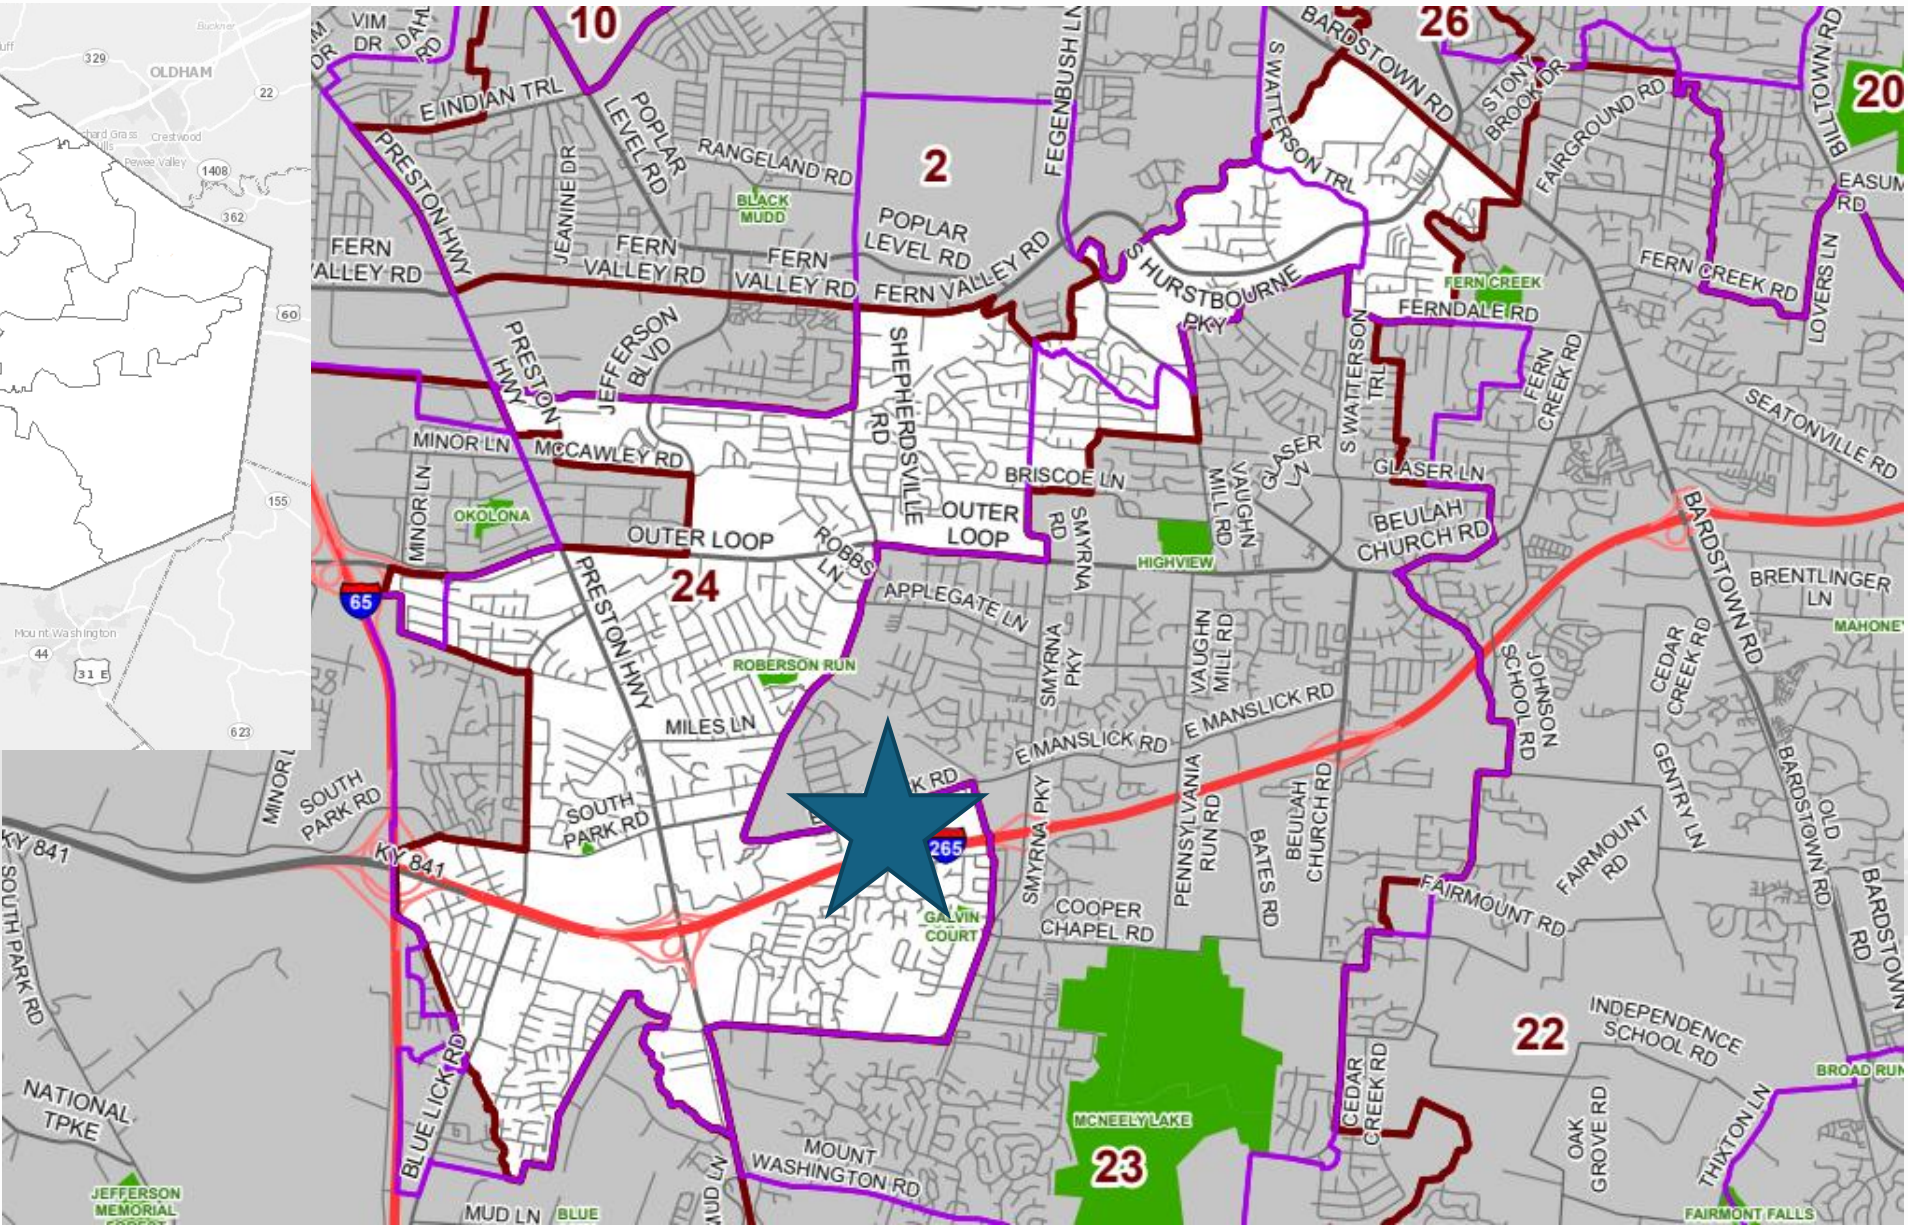 VIM
DR
DR
10
26
BARDSTOWN RD
FEGENBUSH LN
S WATTERSON TRL
STONY
BROOK DR
BILLTOWN RD
20
329
OLDHAM
22
Buckner
Crestwood
Pewee Valley
1408
362
60
155
Mount Washington
44
31 E
623
E INDIAN TRL
POPLAR
LEVEL RD
RANGELAND RD
2
BLACK
MUDD
JEANINE DR
PRESTON HWY
FAIRGROUND RD
EASUM
RD
FERN
VALLEY RD
FERN
VALLEY RD
FERN
VALLEY RD
POPLAR
LEVEL RD
FERN VALLEY RD
S HURSTBOURNE
PKY
FERN CREEK
FERNDALE RD
FERN CREEK RD
LOVERS LN
PRESTON
HWY
JEFFERSON
BLVD
SHEPHERDSVILLE
RD
S WATTERSON
TRL
FERN
CREEK RD
SEATONVILLE RD
MINOR LN
MCCAWLEY RD
MINOR LN
OKOLONA
BRISCOE LN
GLASER
LN
GLASER LN
VAUGHN
MILL RD
OUTER LOOP
OUTER
LOOP
ROBBS
LN
SMYRNA
RD
HIGHVIEW
BEULAH
CHURCH RD
BARDSTOWN RD
65
24
PRESTON HWY
APPLEGATE LN
BRENTLINGER
LN
ROBERSON RUN
SMYRNA
PKY
VAUGHN
MILL RD
JOHNSON
SCHOOL RD
CEDAR
CREEK RD
MILES LN
E MANSLICK RD
E MANSLICK RD
K RD
SOUTH
PARK RD
SOUTH
PARK RD
GENTRY LN
BARDSTOWN RD
OLD
BARDSTOWN RD
KY 841
KY 841
265
SMYRNA PKY
PENNSYLVANIA
RUN RD
BATES RD
BEULAH
CHURCH RD
FAIRMOUNT
RD
FAIRMOUNT RD
SOUTH PARK RD
GALVIN
COURT
COOPER
CHAPEL RD
BARDSTOWN
RD
22
INDEPENDENCE
SCHOOL RD
BROAD RUN
NATIONAL
TPKE
BLUE LICK RD
MCNEELY LAKE
23
CEDAR
CREEK RD
OAK
GROVE RD
THIXTON LN
MOUNT
WASHINGTON RD
JEFFERSON
MEMORIAL
FOREST
MUD LN
BLUE
MUD LN
FAIRMONT FALLS